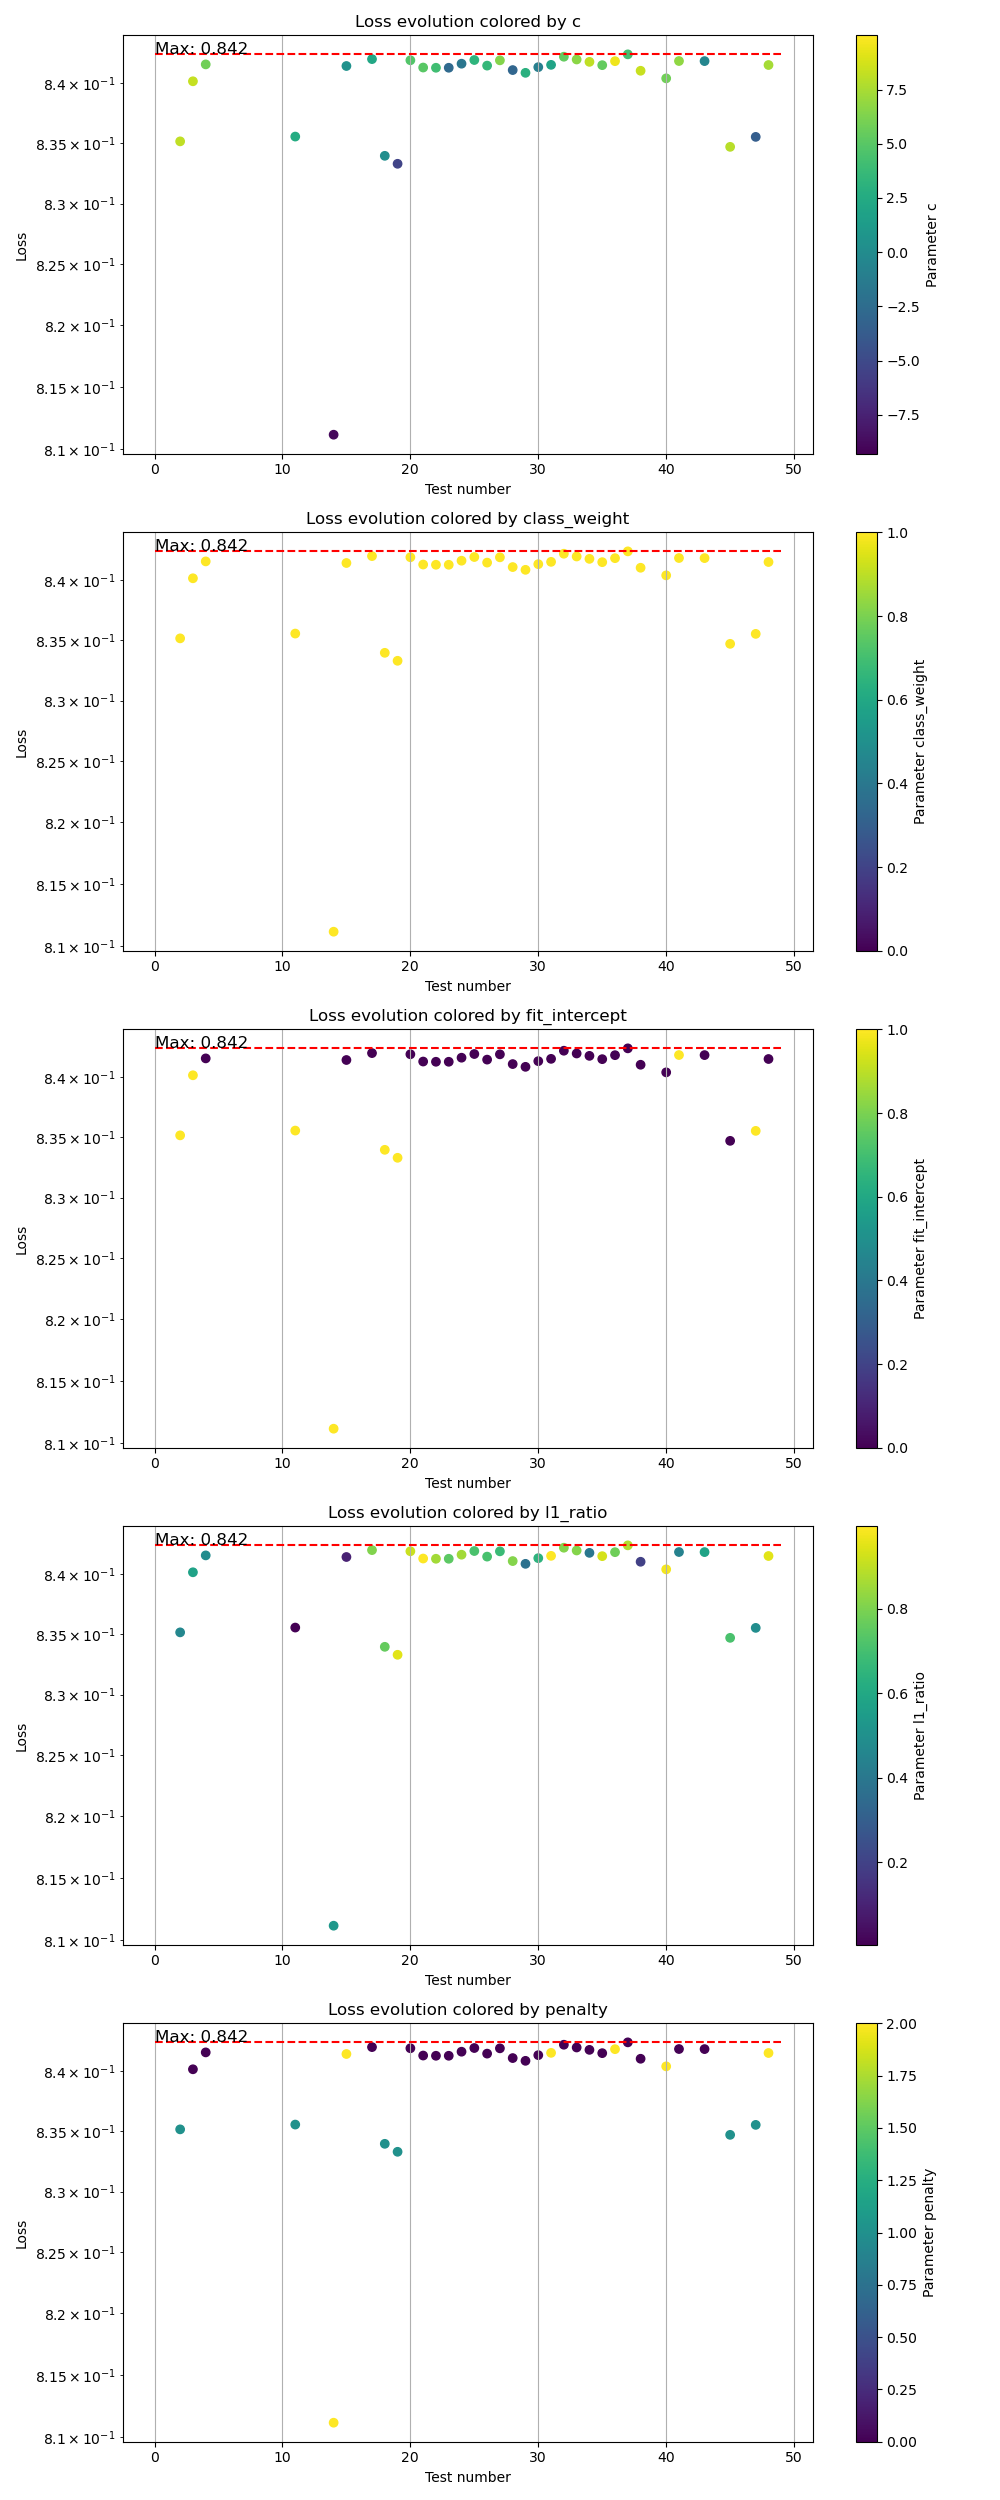 Loss evolution colored by c
Max: 0.842
8.4 × 10⁻¹
8.35 × 10⁻¹
8.3 × 10⁻¹
8.25 × 10⁻¹
8.2 × 10⁻¹
8.15 × 10⁻¹
8.1 × 10⁻¹
Loss
0 10 20 30 40 50
Test number
7.5
5.0
2.5
0.0
−2.5
−5.0
−7.5
Parameter c
Loss evolution colored by class_weight
Max: 0.842
8.4 × 10⁻¹
8.35 × 10⁻¹
8.3 × 10⁻¹
8.25 × 10⁻¹
8.2 × 10⁻¹
8.15 × 10⁻¹
8.1 × 10⁻¹
Loss
0 10 20 30 40 50
Test number
1.0
0.8
0.6
0.4
0.2
0.0
Parameter class_weight
Loss evolution colored by fit_intercept
Max: 0.842
8.4 × 10⁻¹
8.35 × 10⁻¹
8.3 × 10⁻¹
8.25 × 10⁻¹
8.2 × 10⁻¹
8.15 × 10⁻¹
8.1 × 10⁻¹
Loss
0 10 20 30 40 50
Test number
1.0
0.8
0.6
0.4
0.2
0.0
Parameter fit_intercept
Loss evolution colored by l1_ratio
Max: 0.842
8.4 × 10⁻¹
8.35 × 10⁻¹
8.3 × 10⁻¹
8.25 × 10⁻¹
8.2 × 10⁻¹
8.15 × 10⁻¹
8.1 × 10⁻¹
Loss
0 10 20 30 40 50
Test number
0.8
0.6
0.4
0.2
Parameter l1_ratio
Loss evolution colored by penalty
Max: 0.842
8.4 × 10⁻¹
8.35 × 10⁻¹
8.3 × 10⁻¹
8.25 × 10⁻¹
8.2 × 10⁻¹
8.15 × 10⁻¹
8.1 × 10⁻¹
Loss
0 10 20 30 40 50
Test number
2.00
1.75
1.50
1.25
1.00
0.75
0.50
0.25
0.00
Parameter penalty